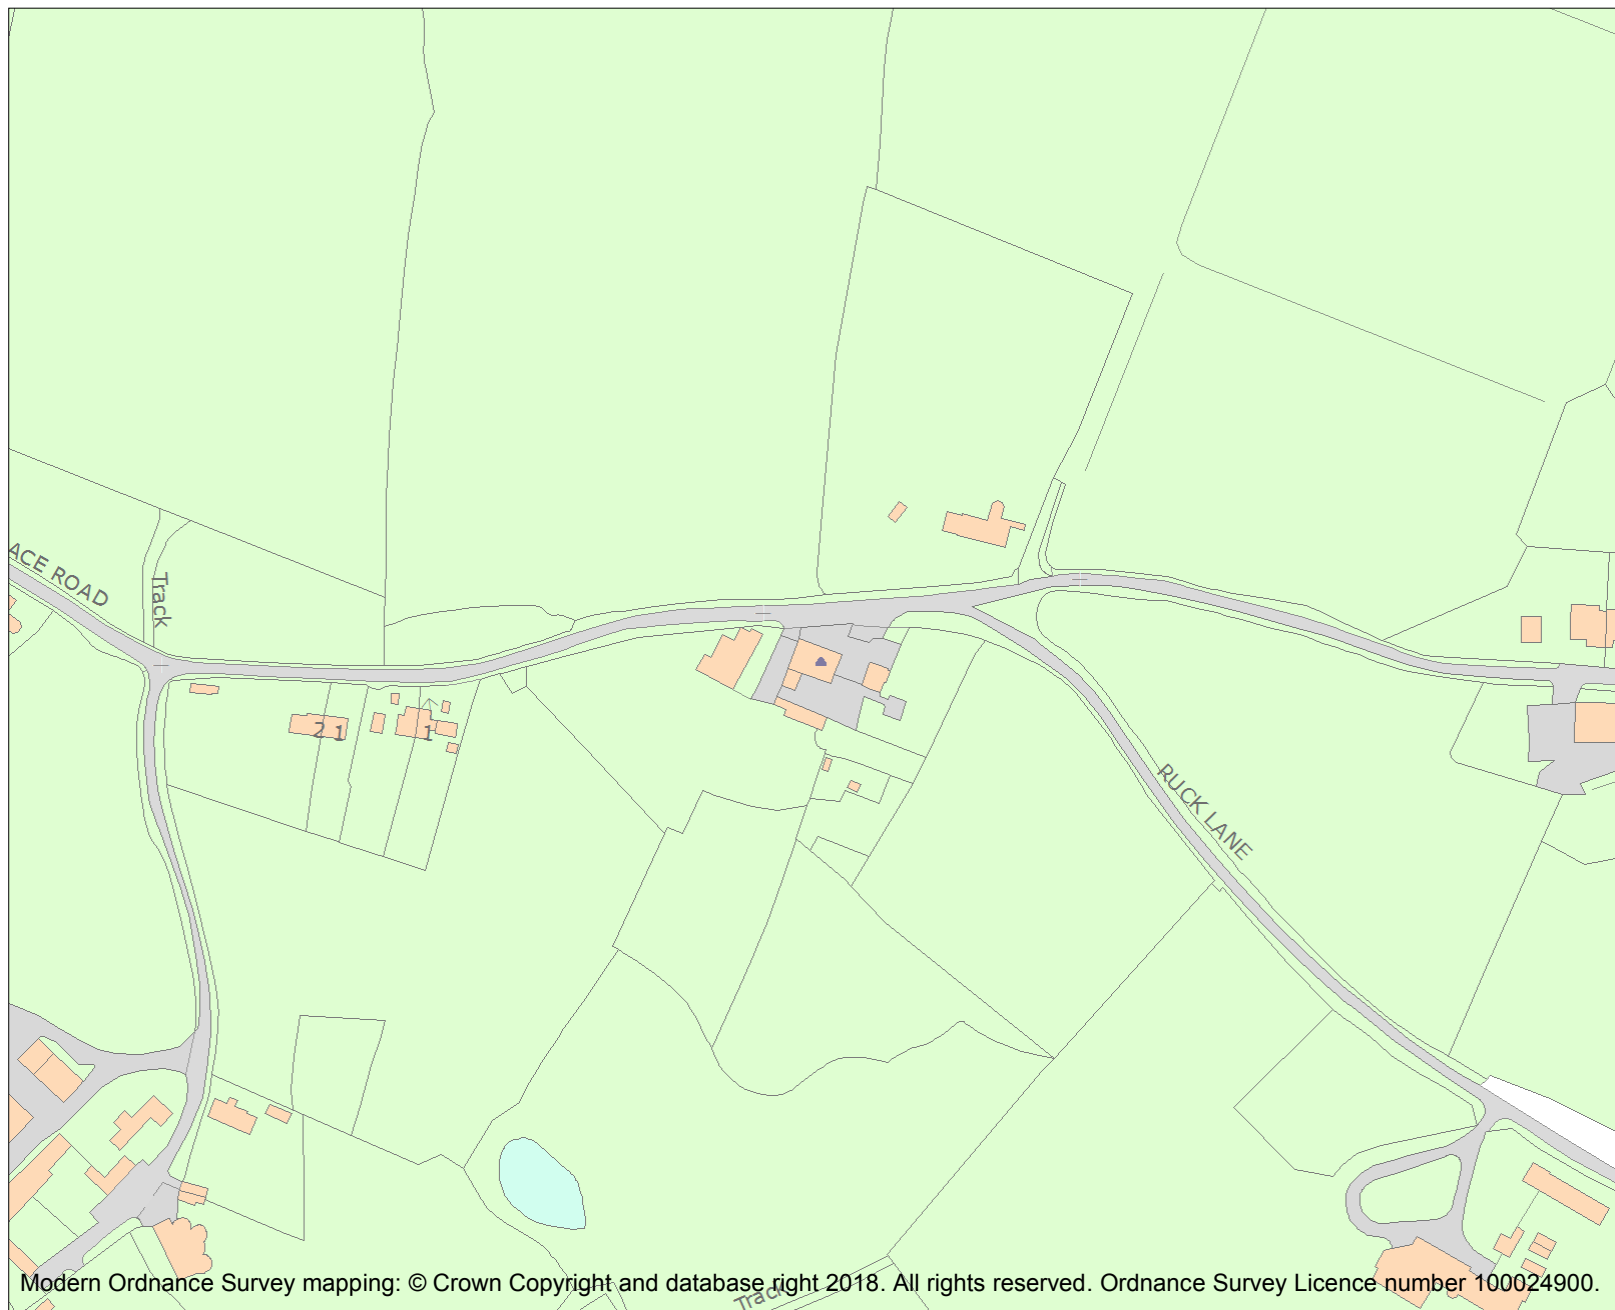 ACE ROAD
Track
2 1
1
RUCK LANE
Track
Modern Ordnance Survey mapping: © Crown Copyright and database right 2018. All rights reserved. Ordnance Survey Licence number 100024900.